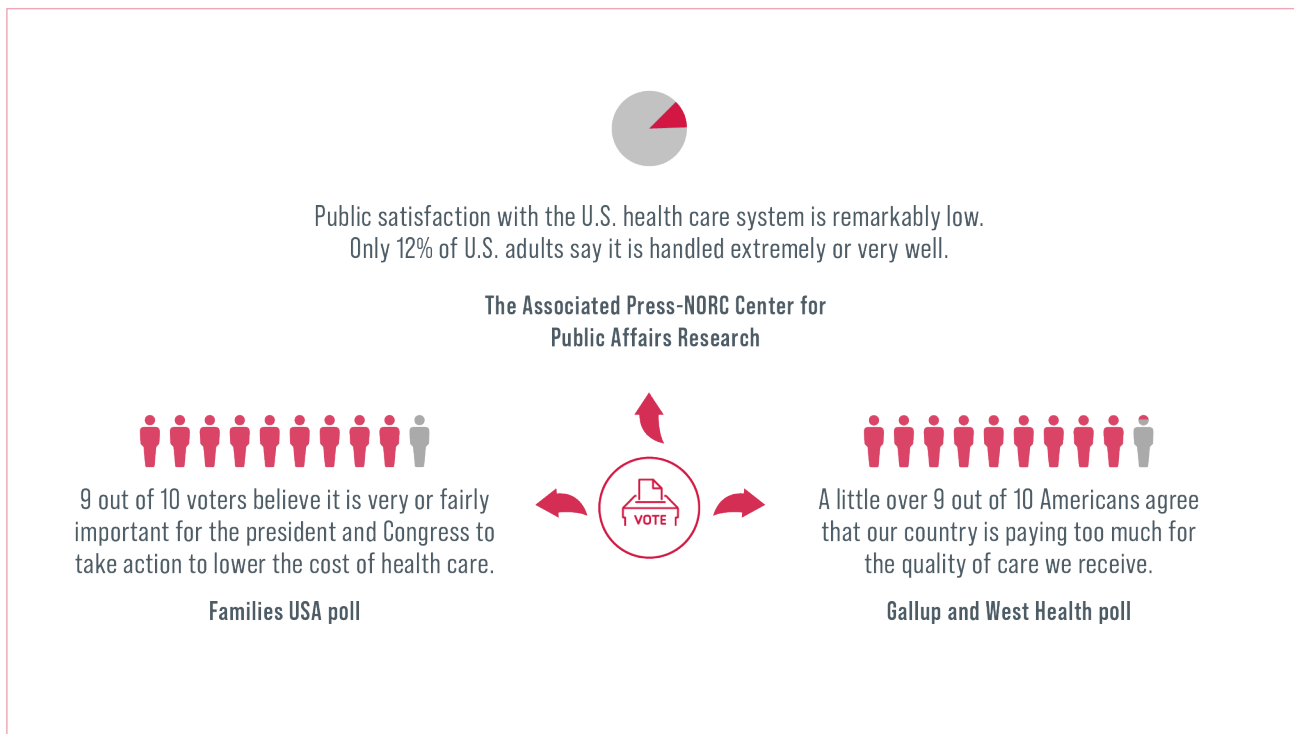 Public satisfaction with the U.S. health care system is remarkably low.
Only 12% of U.S. adults say it is handled extremely or very well.
The Associated Press-NORC Center for
Public Affairs Research
9 out of 10 voters believe it is very or fairly
important for the president and Congress to
take action to lower the cost of health care.
Families USA poll
VOTE
A little over 9 out of 10 Americans agree
that our country is paying too much for
the quality of care we receive.
Gallup and West Health poll